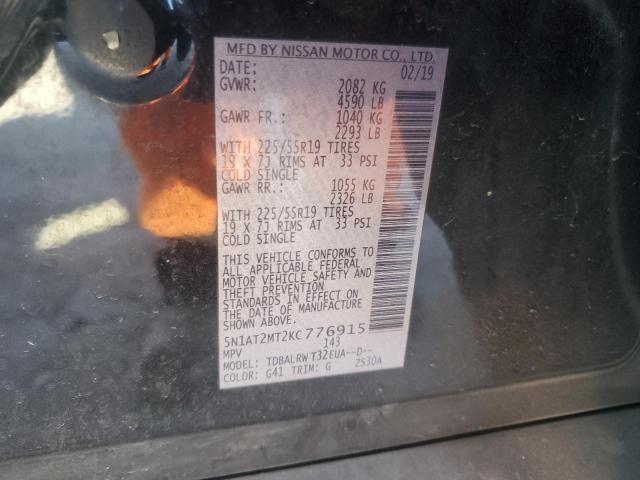 MFD BY NISSAN MOTOR CO., LTD.
DATE: 02/19
GVWR: 2082 KG
4590 LB
GAWR FR.: 1040 KG
2293 LB
WITH 225/55R19 TIRES
19 X 7J RIMS AT 33 PSI
COLD SINGLE
GAWR RR.: 1055 KG
2326 LB
WITH 225/55R19 TIRES
19 X 7J RIMS AT 33 PSI
COLD SINGLE
THIS VEHICLE CONFORMS TO
ALL APPLICABLE FEDERAL
MOTOR VEHICLE SAFETY AND
THEFT PREVENTION
STANDARDS IN EFFECT ON
THE DATE OF MANUFACTURE
SHOWN ABOVE.
5N1AT2MT2KC776915
MPV 143
MODEL: TDBALRW T32EUA--D--
COLOR: G41 TRIM: G ZS30A